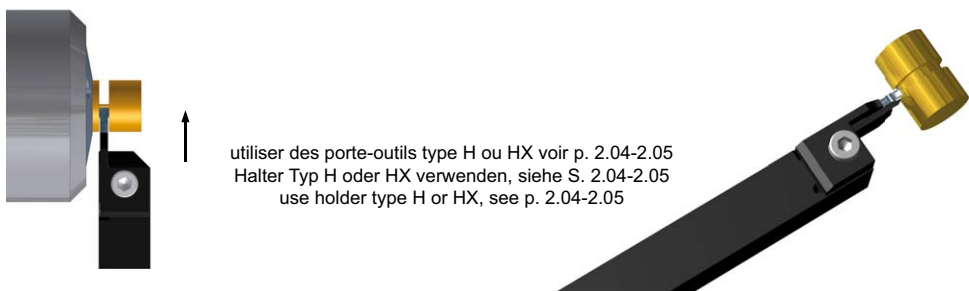 utiliser des porte-outils type H ou HX voir p. 2.04-2.05
Halter Typ H oder HX verwenden, siehe S. 2.04-2.05
use holder type H or HX, see p. 2.04-2.05